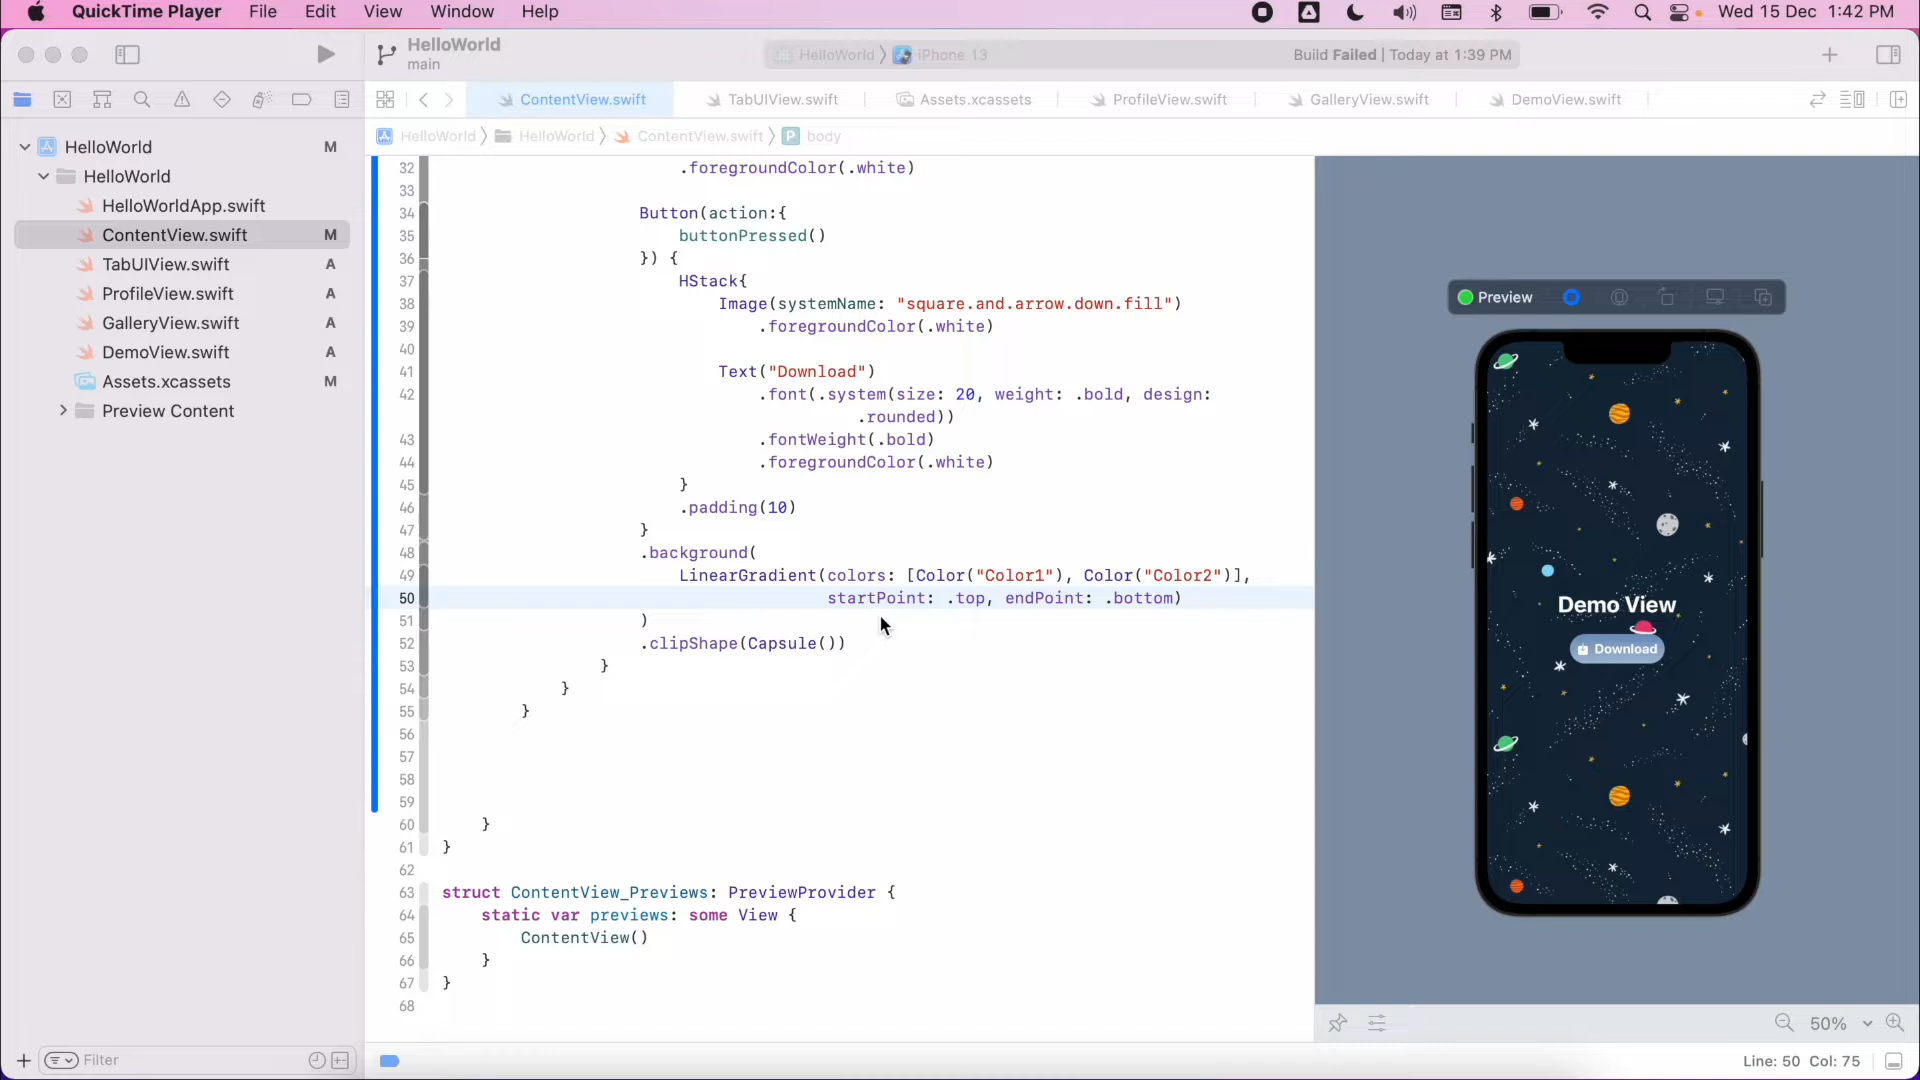 QuickTime Player File Edit View Window Help Wed 15 Dec 1:42 PM
HelloWorld
main
HelloWorld iPhone 13 Build Failed | Today at 1:39 PM
ContentView.swift TabUIView.swift Assets.xcassets ProfileView.swift GalleryView.swift DemoView.swift
HelloWorld HelloWorld ContentView.swift P body
HelloWorld M
HelloWorld
HelloWorldApp.swift
ContentView.swift M
TabUIView.swift A
ProfileView.swift A
GalleryView.swift A
DemoView.swift A
Assets.xcassets M
Preview Content
Filter
32 .foregroundColor(.white)
33
34 Button(action:{
35 buttonPressed()
36 }) {
37 HStack{
38 Image(systemName: "square.and.arrow.down.fill")
39 .foregroundColor(.white)
40
41 Text("Download")
42 .font(.system(size: 20, weight: .bold, design:
.rounded))
43 .fontWeight(.bold)
44 .foregroundColor(.white)
45 }
46 .padding(10)
47 }
48 .background(
49 LinearGradient(colors: [Color("Color1"), Color("Color2")],
50 startPoint: .top, endPoint: .bottom)
51 )
52 .clipShape(Capsule())
53 }
54 }
55 }
56
57
58
59
60 }
61 }
62
63 struct ContentView_Previews: PreviewProvider {
64 static var previews: some View {
65 ContentView()
66 }
67 }
68
Preview
Demo View
Download
50%
Line: 50 Col: 75